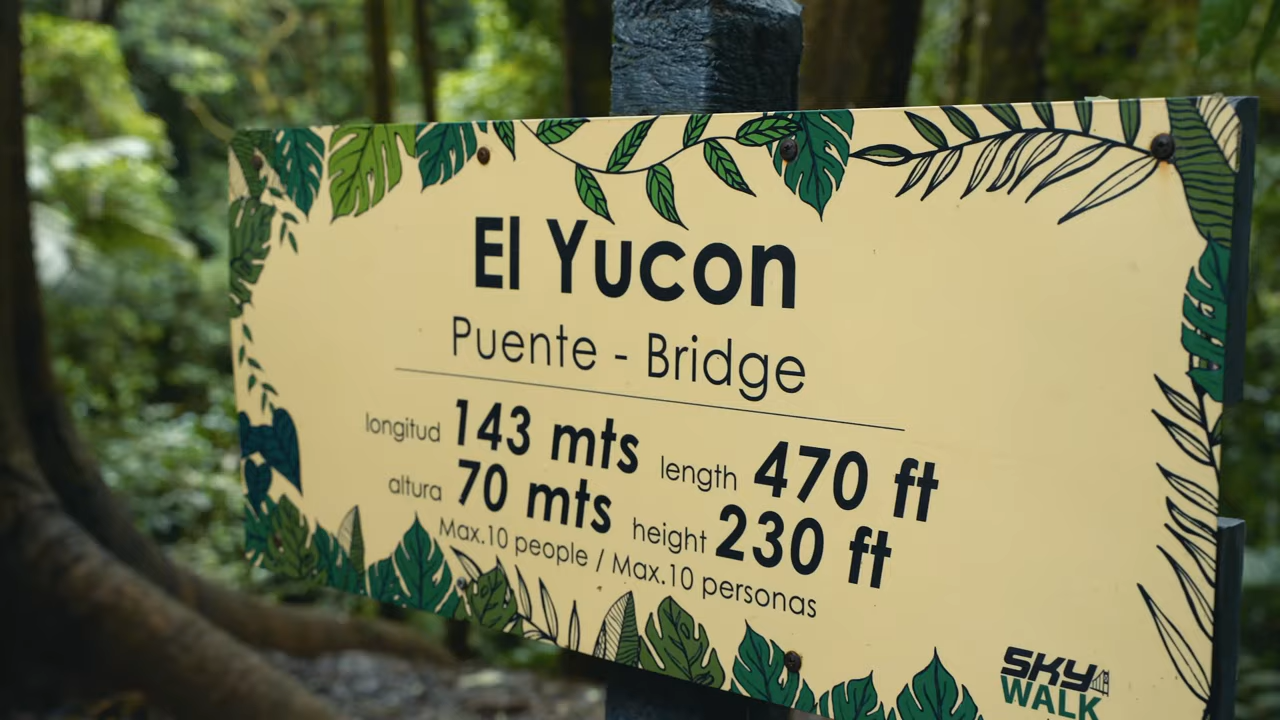 El Yucon
Puente - Bridge
longitud 143 mts length 470 ft
altura 70 mts height 230 ft
Max.10 people / Max.10 personas
SKY
WALK